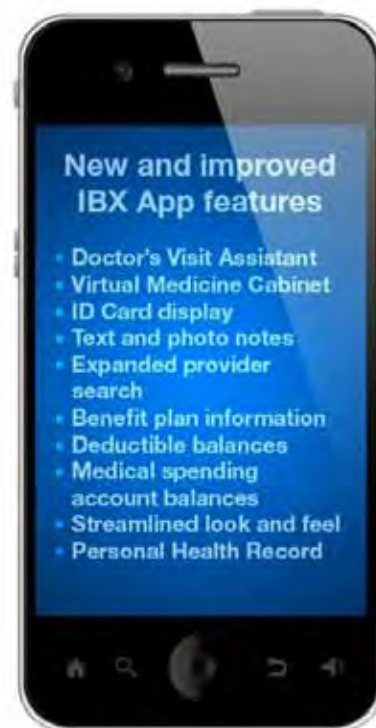 New and improved
IBX App features
• Doctor's Visit Assistant
• Virtual Medicine Cabinet
• ID Card display
• Text and photo notes
• Expanded provider
search
• Benefit plan information
• Deductible balances
• Medical spending
account balances
• Streamlined look and feel
• Personal Health Record